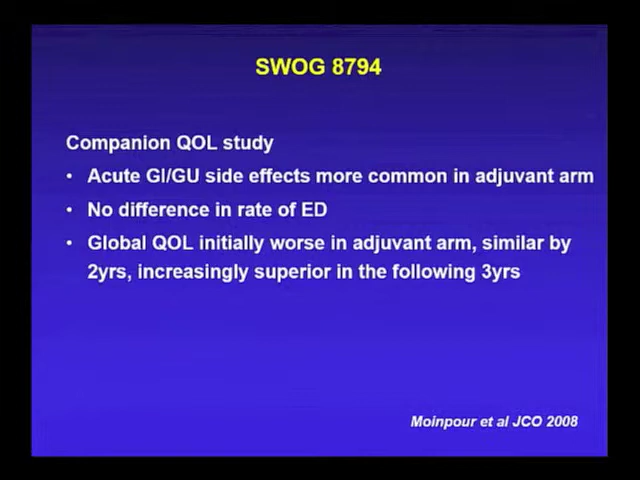 SWOG 8794
Companion QOL study
• Acute GI/GU side effects more common in adjuvant arm
• No difference in rate of ED
• Global QOL initially worse in adjuvant arm, similar by
2yrs, increasingly superior in the following 3yrs
Moinpour et al JCO 2008